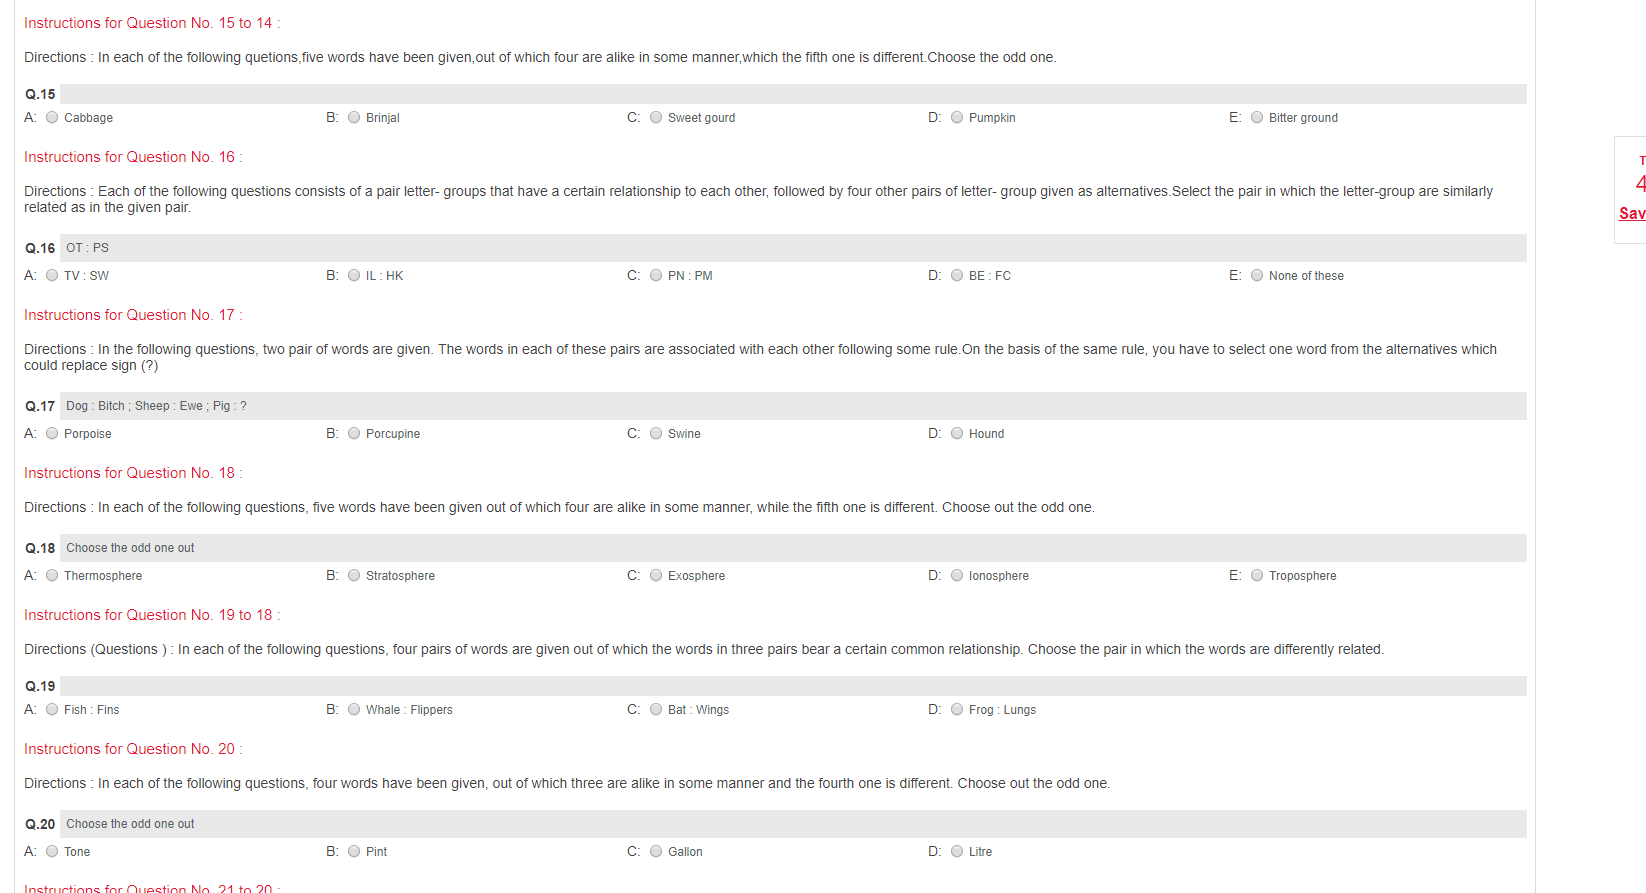 Instructions for Question No. 15 to 14 :
Directions : In each of the following quetions,five words have been given,out of which four are alike in some manner,which the fifth one is different.Choose the odd one.
Q.15
A: Cabbage B: Brinjal C: Sweet gourd D: Pumpkin E: Bitter ground
Instructions for Question No. 16 :
Directions : Each of the following questions consists of a pair letter- groups that have a certain relationship to each other, followed by four other pairs of letter- group given as alternatives.Select the pair in which the letter-group are similarly
related as in the given pair.
Q.16 OT : PS
A: TV : SW B: IL : HK C: PN : PM D: BE : FC E: None of these
Instructions for Question No. 17 :
Directions : In the following questions, two pair of words are given. The words in each of these pairs are associated with each other following some rule.On the basis of the same rule, you have to select one word from the alternatives which
could replace sign (?)
Q.17 Dog : Bitch ; Sheep : Ewe ; Pig : ?
A: Porpoise B: Porcupine C: Swine D: Hound
Instructions for Question No. 18 :
Directions : In each of the following questions, five words have been given out of which four are alike in some manner, while the fifth one is different. Choose out the odd one.
Q.18 Choose the odd one out
A: Thermosphere B: Stratosphere C: Exosphere D: Ionosphere E: Troposphere
Instructions for Question No. 19 to 18 :
Directions (Questions ) : In each of the following questions, four pairs of words are given out of which the words in three pairs bear a certain common relationship. Choose the pair in which the words are differently related.
Q.19
A: Fish : Fins B: Whale : Flippers C: Bat : Wings D: Frog : Lungs
Instructions for Question No. 20 :
Directions : In each of the following questions, four words have been given, out of which three are alike in some manner and the fourth one is different. Choose out the odd one.
Q.20 Choose the odd one out
A: Tone B: Pint C: Gallon D: Litre
Instructions for Question No. 21 to 20 :
T
4
Sav